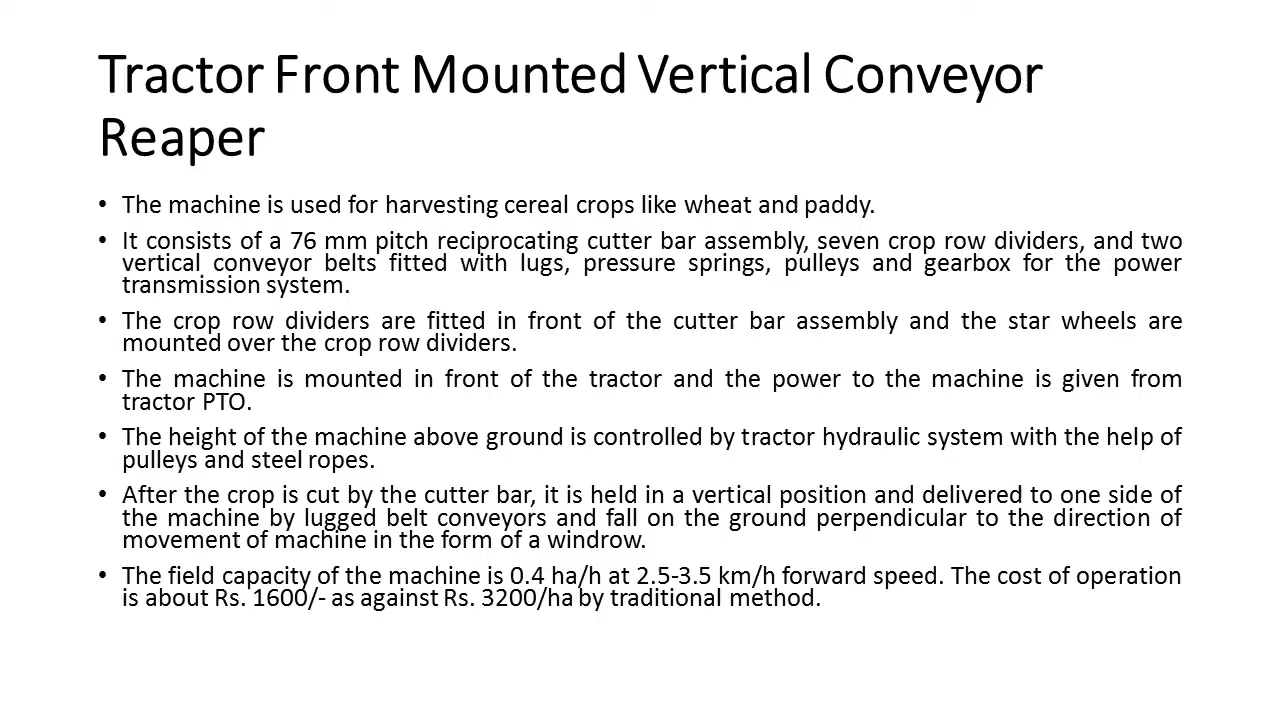 Tractor Front Mounted Vertical Conveyor
Reaper
• The machine is used for harvesting cereal crops like wheat and paddy.
• It consists of a 76 mm pitch reciprocating cutter bar assembly, seven crop row dividers, and two
vertical conveyor belts fitted with lugs, pressure springs, pulleys and gearbox for the power
transmission system.
• The crop row dividers are fitted in front of the cutter bar assembly and the star wheels are
mounted over the crop row dividers.
• The machine is mounted in front of the tractor and the power to the machine is given from
tractor PTO.
• The height of the machine above ground is controlled by tractor hydraulic system with the help of
pulleys and steel ropes.
• After the crop is cut by the cutter bar, it is held in a vertical position and delivered to one side of
the machine by lugged belt conveyors and fall on the ground perpendicular to the direction of
movement of machine in the form of a windrow.
• The field capacity of the machine is 0.4 ha/h at 2.5-3.5 km/h forward speed. The cost of operation
is about Rs. 1600/- as against Rs. 3200/ha by traditional method.